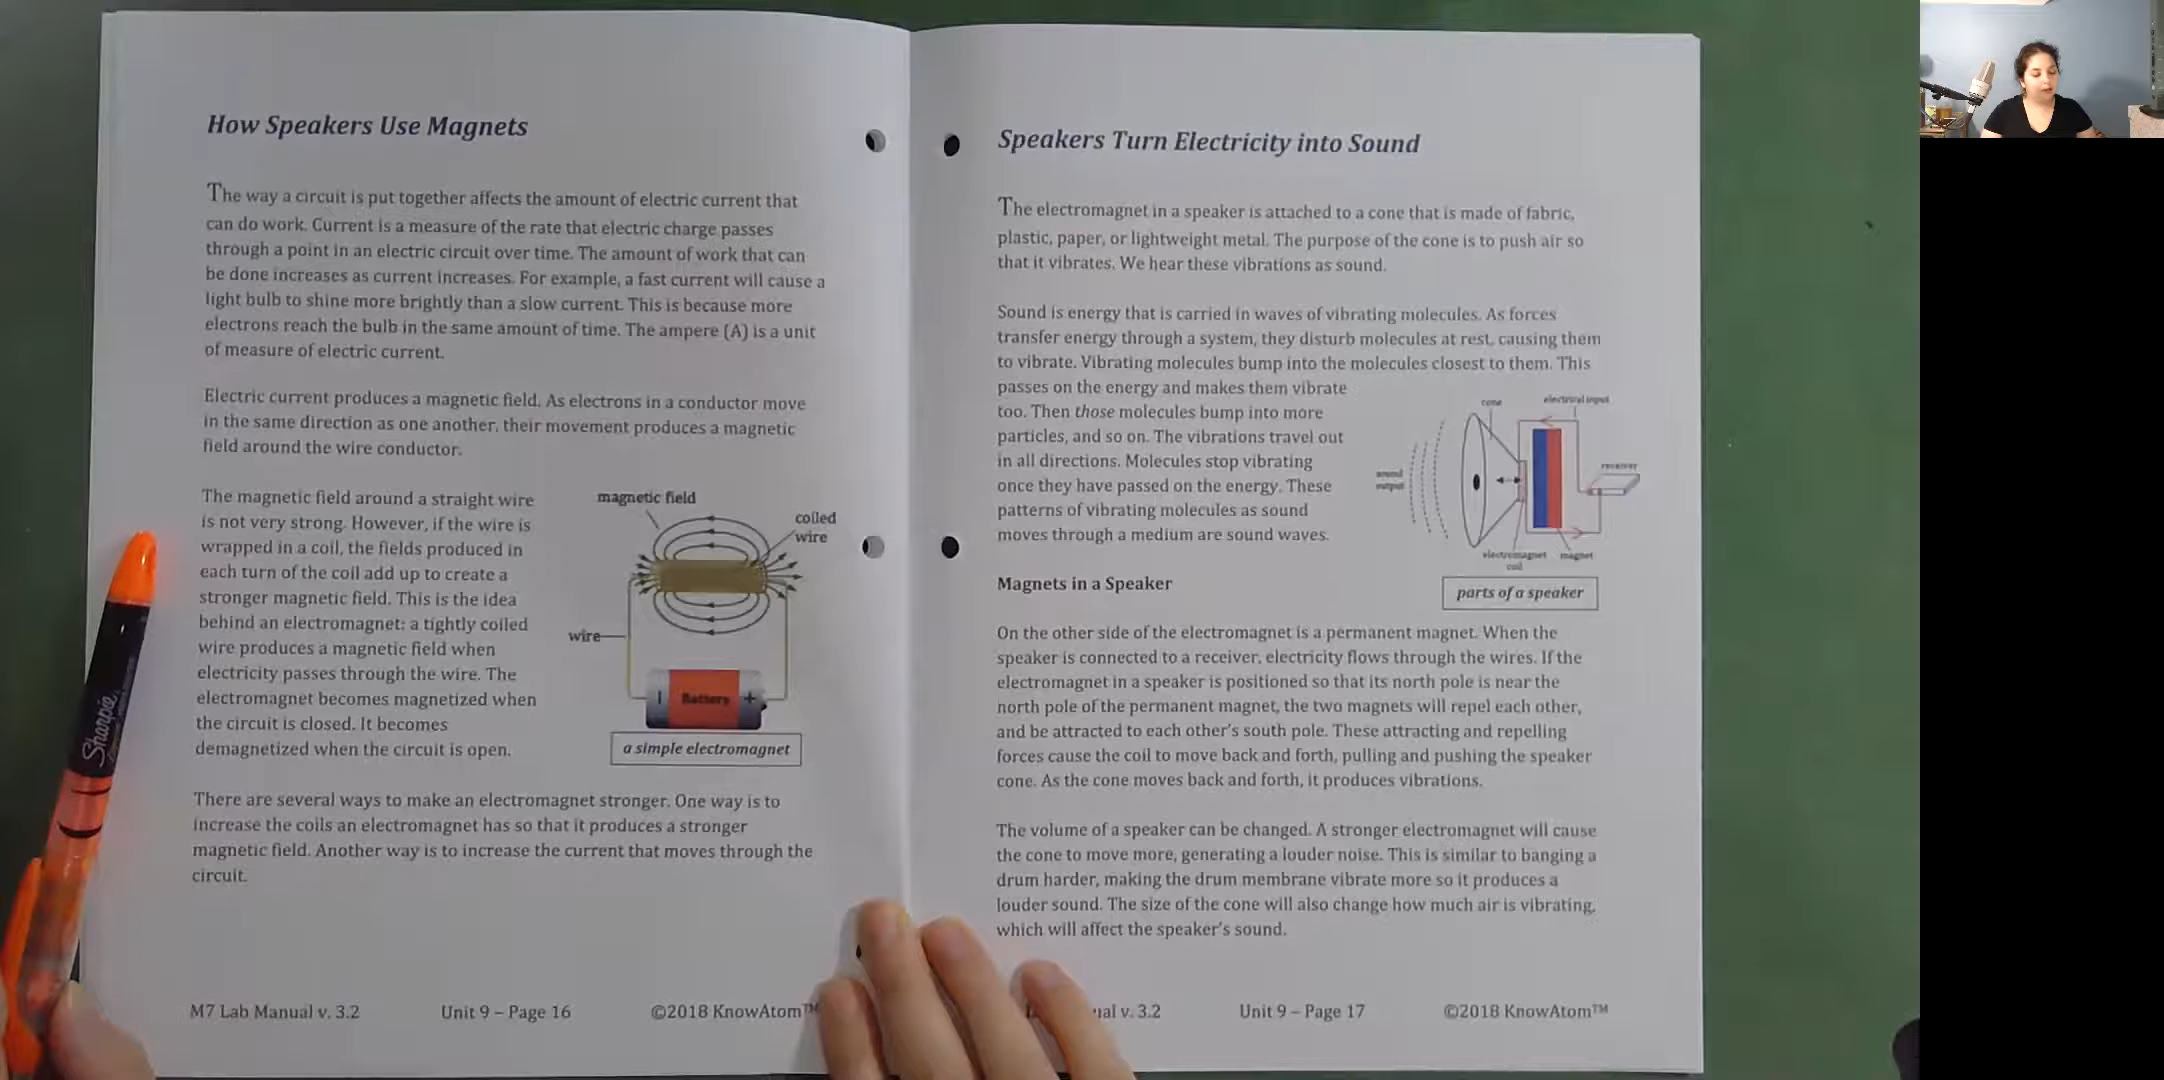 How Speakers Use Magnets
The way a circuit is put together affects the amount of electric current that
can do work. Current is a measure of the rate that electric charge passes
through a point in an electric circuit over time. The amount of work that can
be done increases as current increases. For example, a fast current will cause a
light bulb to shine more brightly than a slow current. This is because more
electrons reach the bulb in the same amount of time. The ampere (A) is a unit
of measure of electric current.
Electric current produces a magnetic field. As electrons in a conductor move
in the same direction as one another, their movement produces a magnetic
field around the wire conductor.
The magnetic field around a straight wire
is not very strong. However, if the wire is
wrapped in a coil, the fields produced in
each turn of the coil add up to create a
stronger magnetic field. This is the idea
behind an electromagnet: a tightly coiled
wire produces a magnetic field when
electricity passes through the wire. The
electromagnet becomes magnetized when
the circuit is closed. It becomes
demagnetized when the circuit is open.
magnetic field
coiled
wire
wire
Battery +
a simple electromagnet
There are several ways to make an electromagnet stronger. One way is to
increase the coils an electromagnet has so that it produces a stronger
magnetic field. Another way is to increase the current that moves through the
circuit.
M7 Lab Manual v. 3.2 Unit 9 – Page 16 ©2018 KnowAtom™
Speakers Turn Electricity into Sound
The electromagnet in a speaker is attached to a cone that is made of fabric,
plastic, paper, or lightweight metal. The purpose of the cone is to push air so
that it vibrates. We hear these vibrations as sound.
Sound is energy that is carried in waves of vibrating molecules. As forces
transfer energy through a system, they disturb molecules at rest, causing them
to vibrate. Vibrating molecules bump into the molecules closest to them. This
passes on the energy and makes them vibrate
too. Then those molecules bump into more
particles, and so on. The vibrations travel out
in all directions. Molecules stop vibrating
once they have passed on the energy. These
patterns of vibrating molecules as sound
moves through a medium are sound waves.
cone
electrical input
receiver
sound
output
electromagnet
coil
magnet
parts of a speaker
Magnets in a Speaker
On the other side of the electromagnet is a permanent magnet. When the
speaker is connected to a receiver, electricity flows through the wires. If the
electromagnet in a speaker is positioned so that its north pole is near the
north pole of the permanent magnet, the two magnets will repel each other,
and be attracted to each other's south pole. These attracting and repelling
forces cause the coil to move back and forth, pulling and pushing the speaker
cone. As the cone moves back and forth, it produces vibrations.
The volume of a speaker can be changed. A stronger electromagnet will cause
the cone to move more, generating a louder noise. This is similar to banging a
drum harder, making the drum membrane vibrate more so it produces a
louder sound. The size of the cone will also change how much air is vibrating,
which will affect the speaker's sound.
ual v. 3.2 Unit 9 – Page 17 ©2018 KnowAtom™
Sharpie